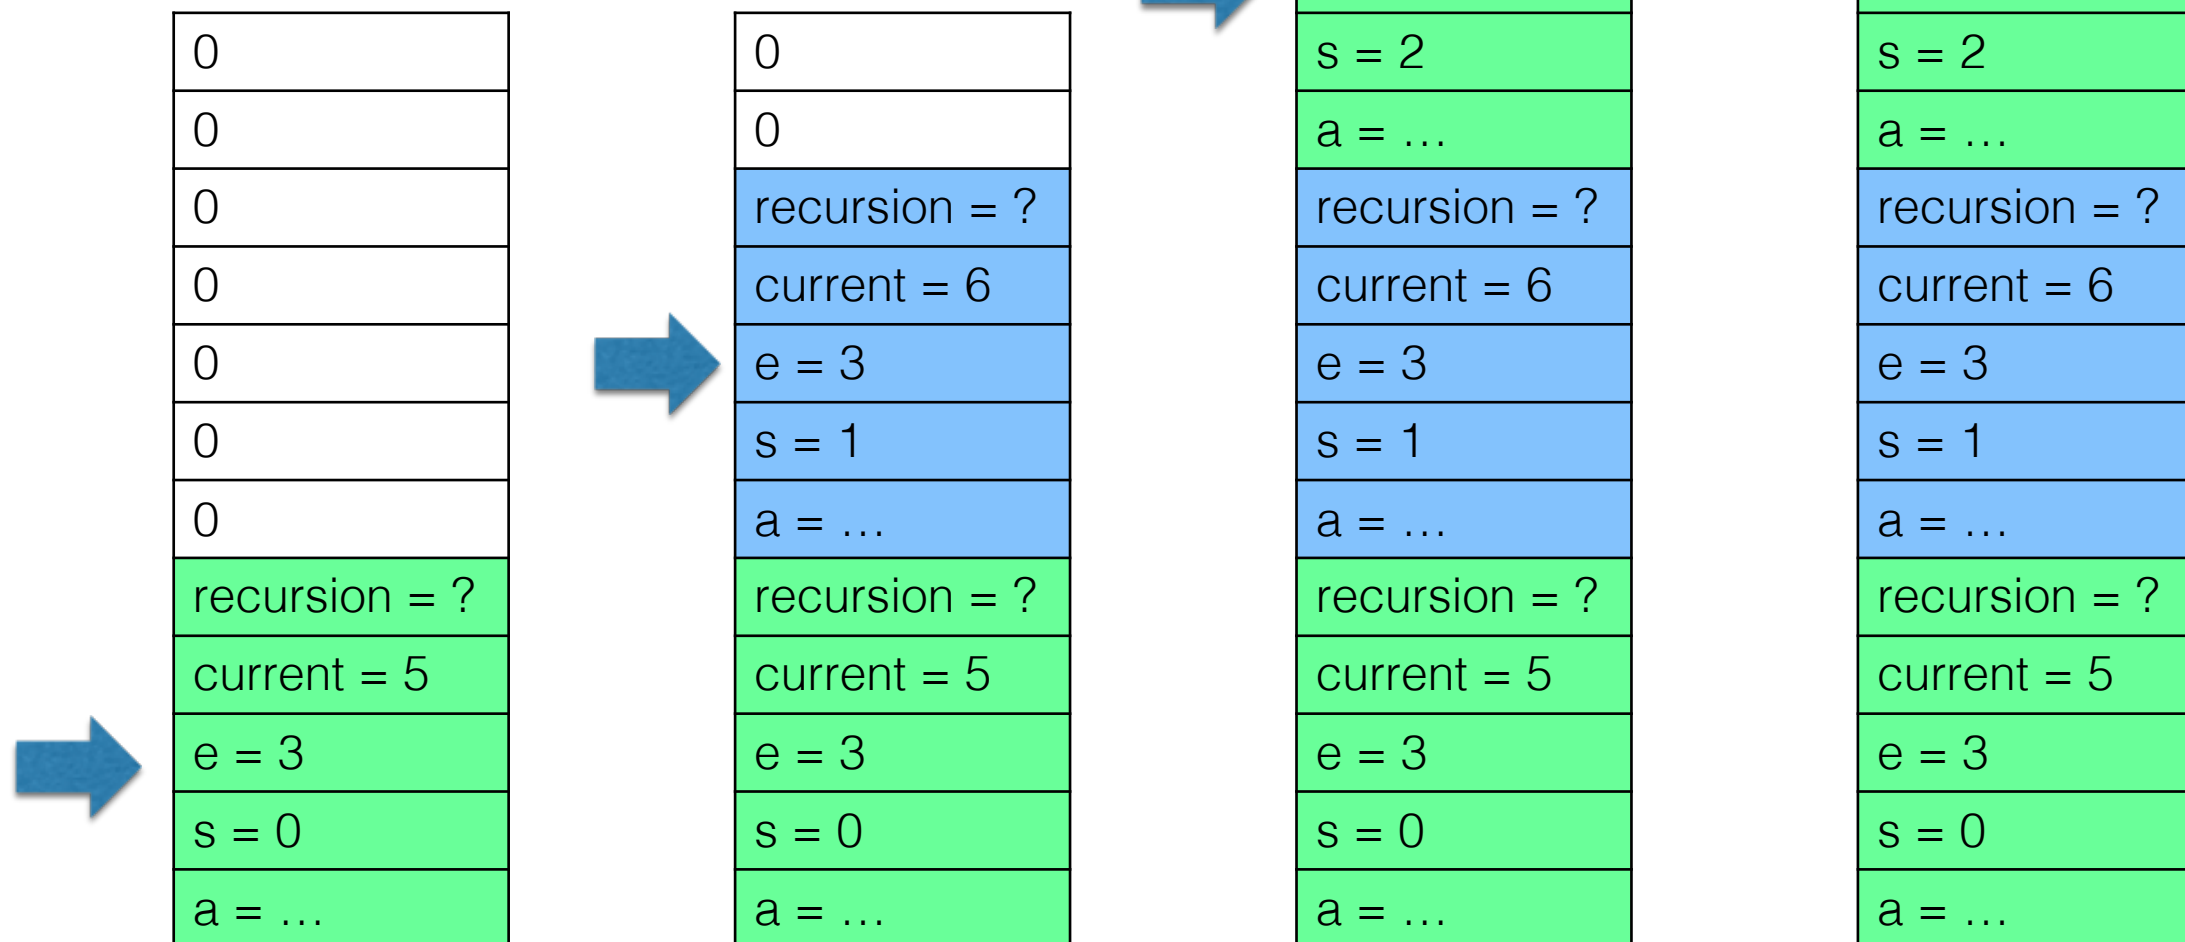 0
0
0
0
0
0
0
recursion = ?
current = 5
e = 3
s = 0
a = …
0
0
recursion = ?
current = 6
e = 3
s = 1
a = …
recursion = ?
current = 5
e = 3
s = 0
a = …
s = 2
a = …
recursion = ?
current = 6
e = 3
s = 1
a = …
recursion = ?
current = 5
e = 3
s = 0
a = …
s = 2
a = …
recursion = ?
current = 6
e = 3
s = 1
a = …
recursion = ?
current = 5
e = 3
s = 0
a = …